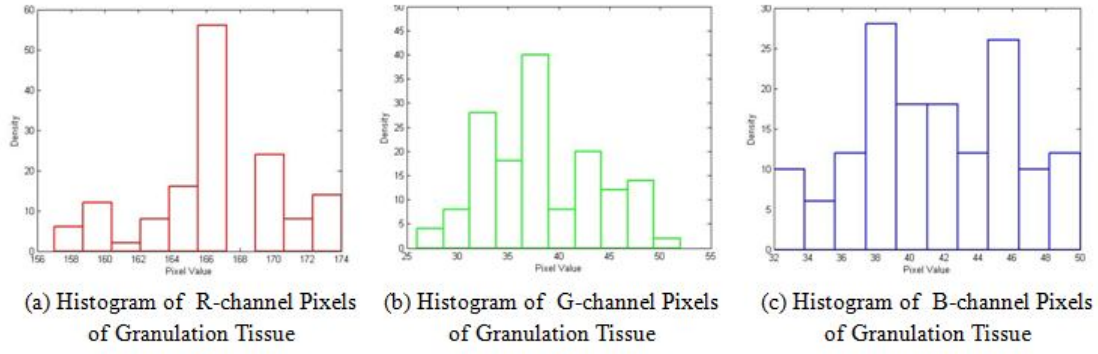 60
50
40
30
20
10
0
Density
156 158 160 162 164 166 168 170 172 174
Pixel Value
(a) Histogram of R-channel Pixels
of Granulation Tissue
50
45
40
35
30
25
20
15
10
5
0
Density
25 30 35 40 45 50 55
Pixel Value
(b) Histogram of G-channel Pixels
of Granulation Tissue
30
25
20
15
10
5
0
Density
32 34 36 38 40 42 44 46 48 50
Pixel Value
(c) Histogram of B-channel Pixels
of Granulation Tissue